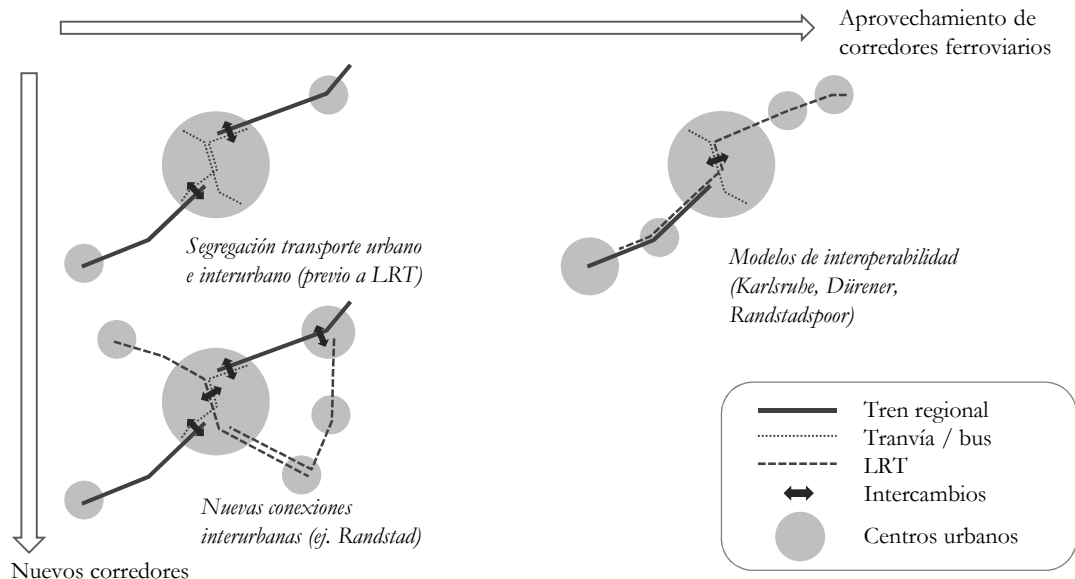 Aprovechamiento de
corredores ferroviarios
Segregación transporte urbano
e interurbano (previo a LRT)
Modelos de interoperabilidad
(Karlsruhe, Dürener,
Randstadspoor)
Nuevas conexiones
interurbanas (ej. Randstad)
Nuevos corredores
Tren regional
Tranvía / bus
LRT
Intercambios
Centros urbanos